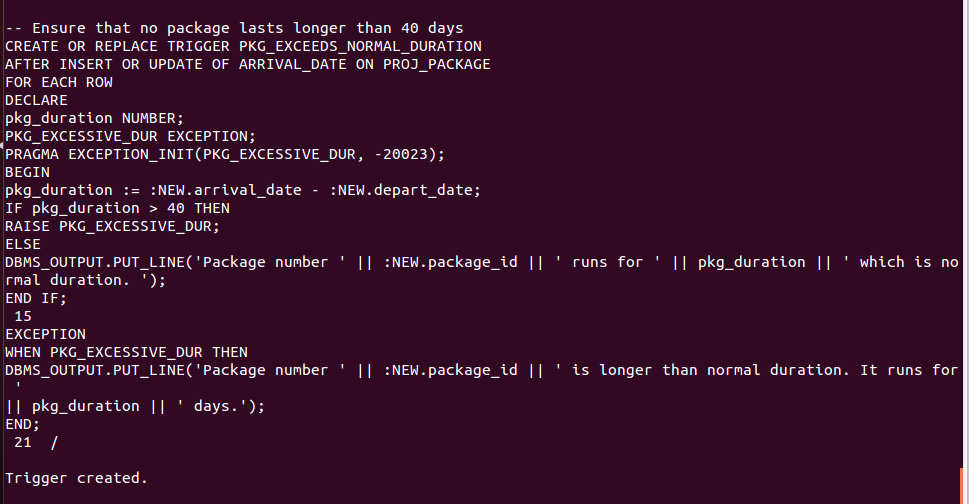 -- Ensure that no package lasts longer than 40 days
CREATE OR REPLACE TRIGGER PKG_EXCEEDS_NORMAL_DURATION
AFTER INSERT OR UPDATE OF ARRIVAL_DATE ON PROJ_PACKAGE
FOR EACH ROW
DECLARE
pkg_duration NUMBER;
PKG_EXCESSIVE_DUR EXCEPTION;
PRAGMA EXCEPTION_INIT(PKG_EXCESSIVE_DUR, -20023);
BEGIN
pkg_duration := :NEW.arrival_date - :NEW.depart_date;
IF pkg_duration > 40 THEN
RAISE PKG_EXCESSIVE_DUR;
ELSE
DBMS_OUTPUT.PUT_LINE('Package number ' || :NEW.package_id || ' runs for ' || pkg_duration || ' which is no
rmal duration. ');
END IF;
 15
EXCEPTION
WHEN PKG_EXCESSIVE_DUR THEN
DBMS_OUTPUT.PUT_LINE('Package number ' || :NEW.package_id || ' is longer than normal duration. It runs for
 '
|| pkg_duration || ' days.');
END;
 21  /
Trigger created.